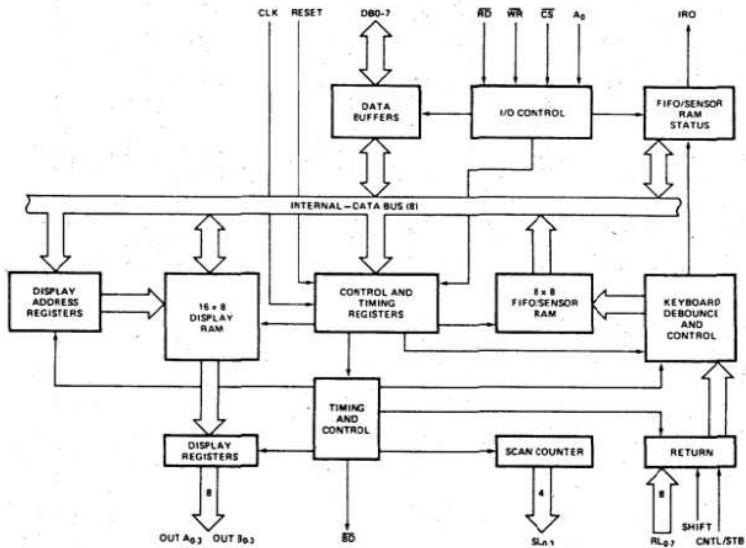 CLK RESET DB0-7 RD WR CS A0 IRQ
DATA
BUFFERS
I/O CONTROL
FIFO/SENSOR
RAM
STATUS
INTERNAL-DATA BUS (8)
DISPLAY
ADDRESS
REGISTERS
16 × 8
DISPLAY
RAM
CONTROL AND
TIMING
REGISTERS
8 × 8
FIFO/SENSOR
RAM
KEYBOARD
DEBOUNCE
AND
CONTROL
TIMING
AND
CONTROL
DISPLAY
REGISTERS
SCAN COUNTER
RETURN
8
4
8
SHIFT
OUT A0-3 OUT B0-3 BD SL0-3 RL0-7 CNTL/STB